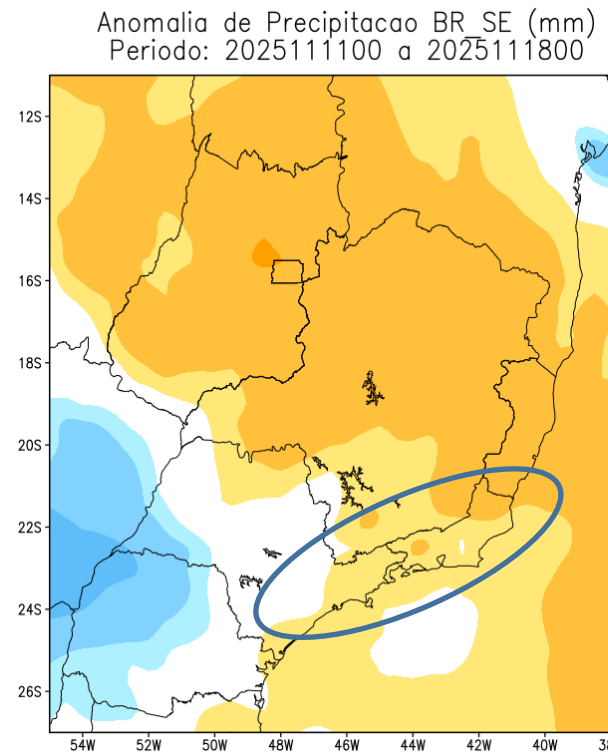 Anomalia de Precipitacao BR_SE (mm)
Periodo: 2025111100 a 2025111800
12S
14S
16S
18S
20S
22S
24S
26S
54W 52W 50W 48W 46W 44W 42W 40W